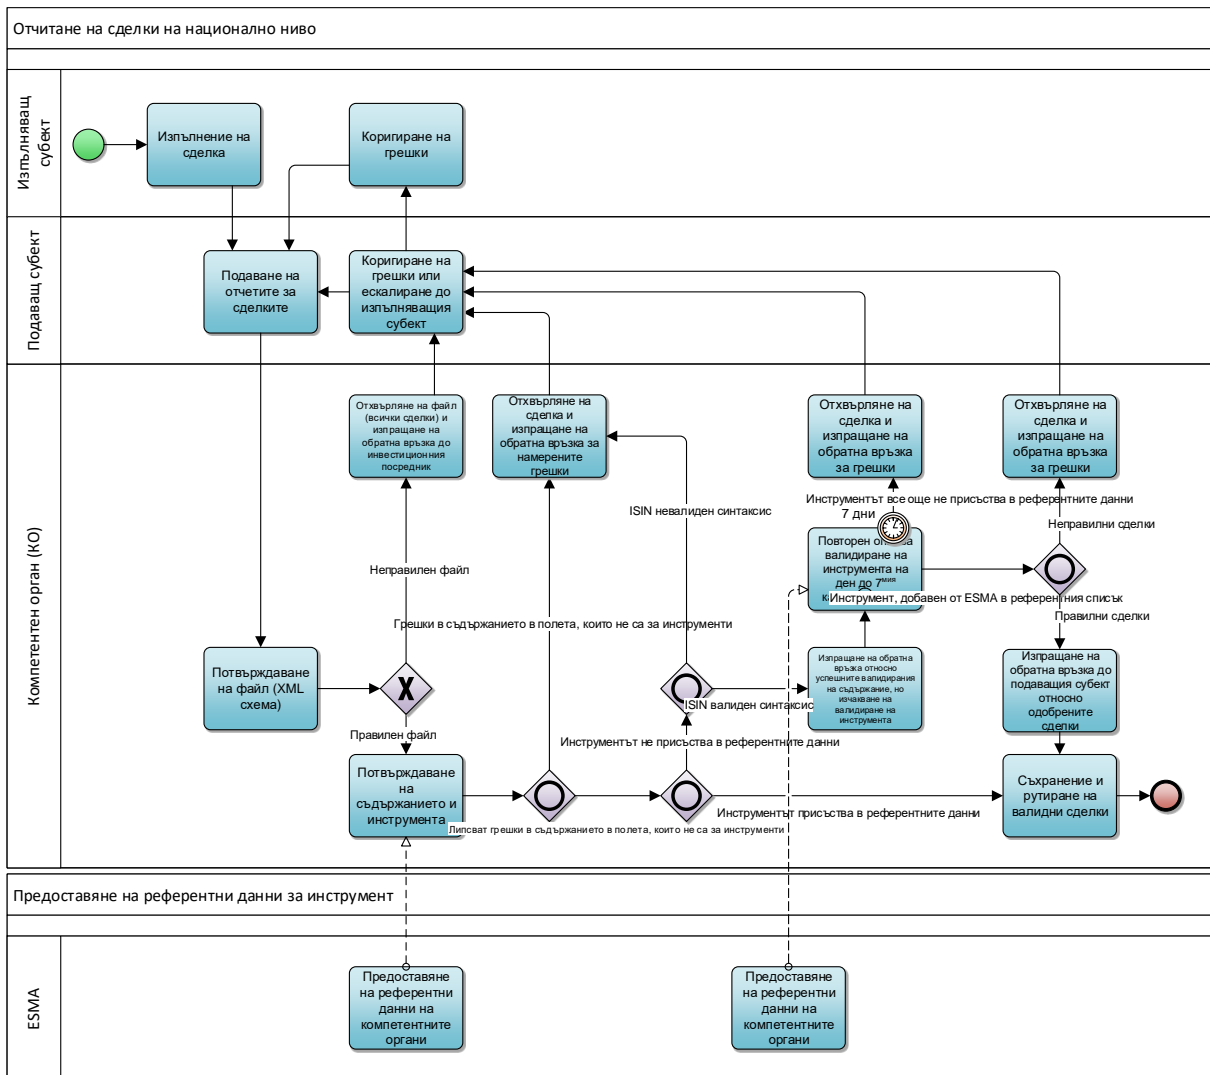 Отчитане на сделки на национално ниво
Изпълняващ
субект
Изпълнение на
сделка
Коригиране на
грешки
Подаващ субект
Подаване на
отчетите за
сделките
Коригиране на
грешки или
ескалиране до
изпълняващия
субект
Компетентен орган (КО)
Отхвърляне на файл
(всички сделки) и
изпращане на
обратна връзка до
инвестиционния
посредник
Отхвърляне на
сделка и
изпращане на
обратна връзка за
намерените
грешки
Отхвърляне на
сделка и
изпращане на
обратна връзка
за грешки
Отхвърляне на
сделка и
изпращане на
обратна връзка
за грешки
Инструментът все още не присъства в референтните данни
7 дни
ISIN невалиден синтаксис
Неправилни сделки
Повторен
валидиране на
инструмента на
ден до 7мия
Инструмент, добавен от ESMA в референтния списък
Правилни сделки
Неправилен файл
Грешки в съдържанието в полета, които не са за инструменти
Потвърждаване
на файл (XML
схема)
Изпращане на обратна
връзка относно
успешните валидирания
на съдържание, но
изчакване на
валидиране на
инструмента
Изпращане на
обратна връзка до
подаващия субект
относно
одобрените
сделки
ISIN валиден синтаксис
Правилен файл
Инструментът не присъства в референтните данни
Потвърждаване
на
съдържанието и
инструмента
Съхранение и
рутиране на
валидни сделки
Инструментът присъства в референтните данни
Липсват грешки в съдържанието в полета, които не са за инструменти
Предоставяне на референтни данни за инструмент
ESMA
Предоставяне
на референтни
данни на
компетентните
органи
Предоставяне
на референтни
данни на
компетентните
органи